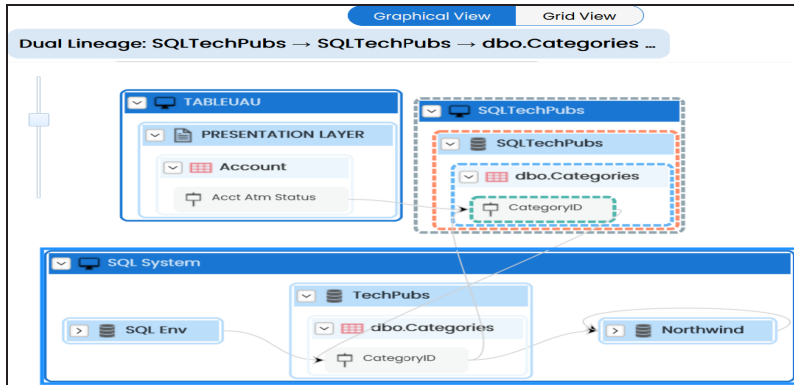 Graphical View
Grid View
Dual Lineage: SQLTechPubs → SQLTechPubs → dbo.Categories ...
TABLEUAU
PRESENTATION LAYER
Account
Acct Atm Status
SQLTechPubs
SQLTechPubs
dbo.Categories
CategoryID
SQL System
SQL Env
TechPubs
dbo.Categories
CategoryID
Northwind